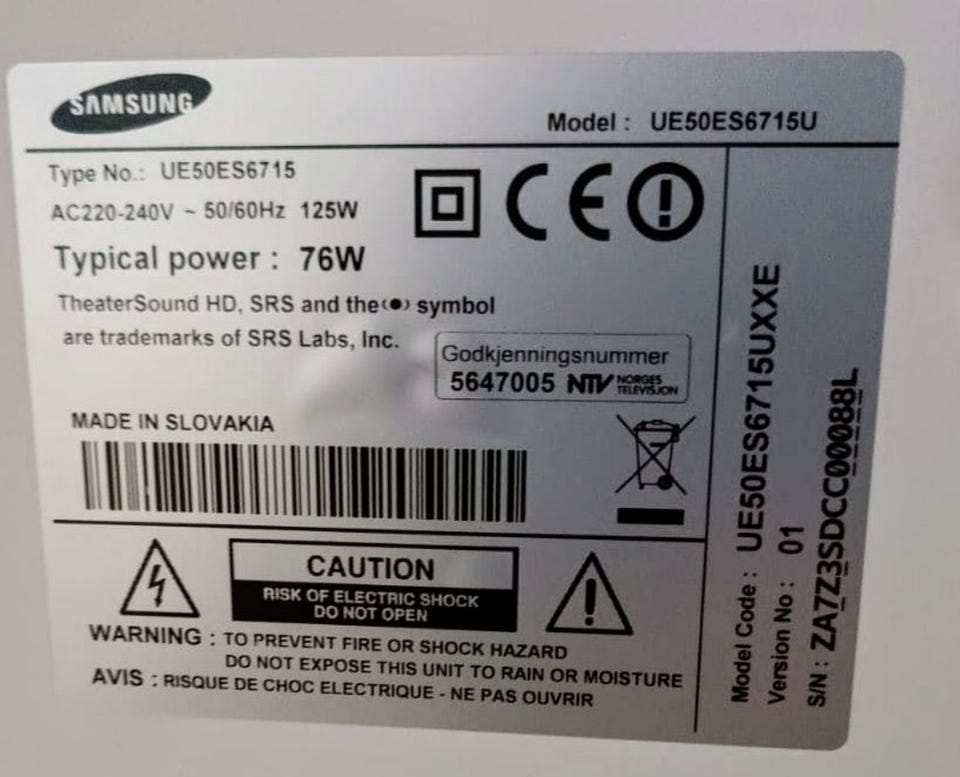 SAMSUNG
Model : UE50ES6715U
Type No.: UE50ES6715
AC220-240V ~ 50/60Hz 125W
Typical power : 76W
TheaterSound HD, SRS and the (●) symbol
are trademarks of SRS Labs, Inc.
Godkjenningsnummer
5647005 NTV NORGES TELEVISJON
MADE IN SLOVAKIA
CAUTION
RISK OF ELECTRIC SHOCK
DO NOT OPEN
WARNING : TO PREVENT FIRE OR SHOCK HAZARD
DO NOT EXPOSE THIS UNIT TO RAIN OR MOISTURE
AVIS : RISQUE DE CHOC ELECTRIQUE - NE PAS OUVRIR
Model Code : UE50ES6715UXXE
Version No : 01
S/N : ZA7Z3SDCC00088L